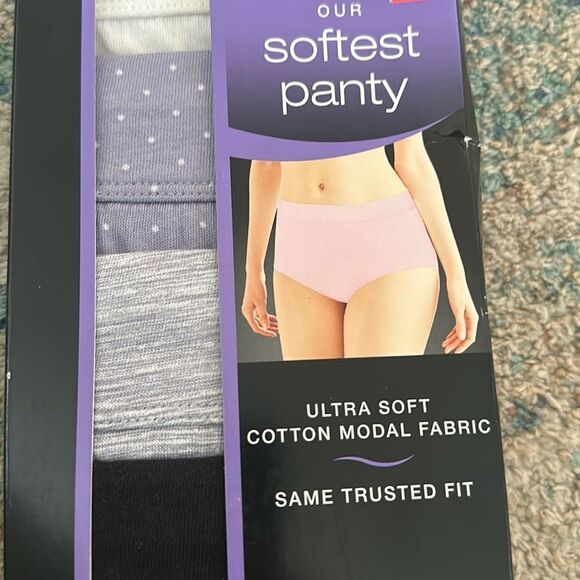 OUR
softest
panty
ULTRA SOFT
COTTON MODAL FABRIC
SAME TRUSTED FIT